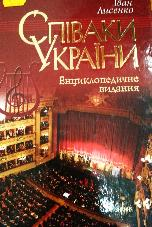 Іван
Лисенко
СПІВАКИ
УКРАЇНИ
Енциклопедичне
видання